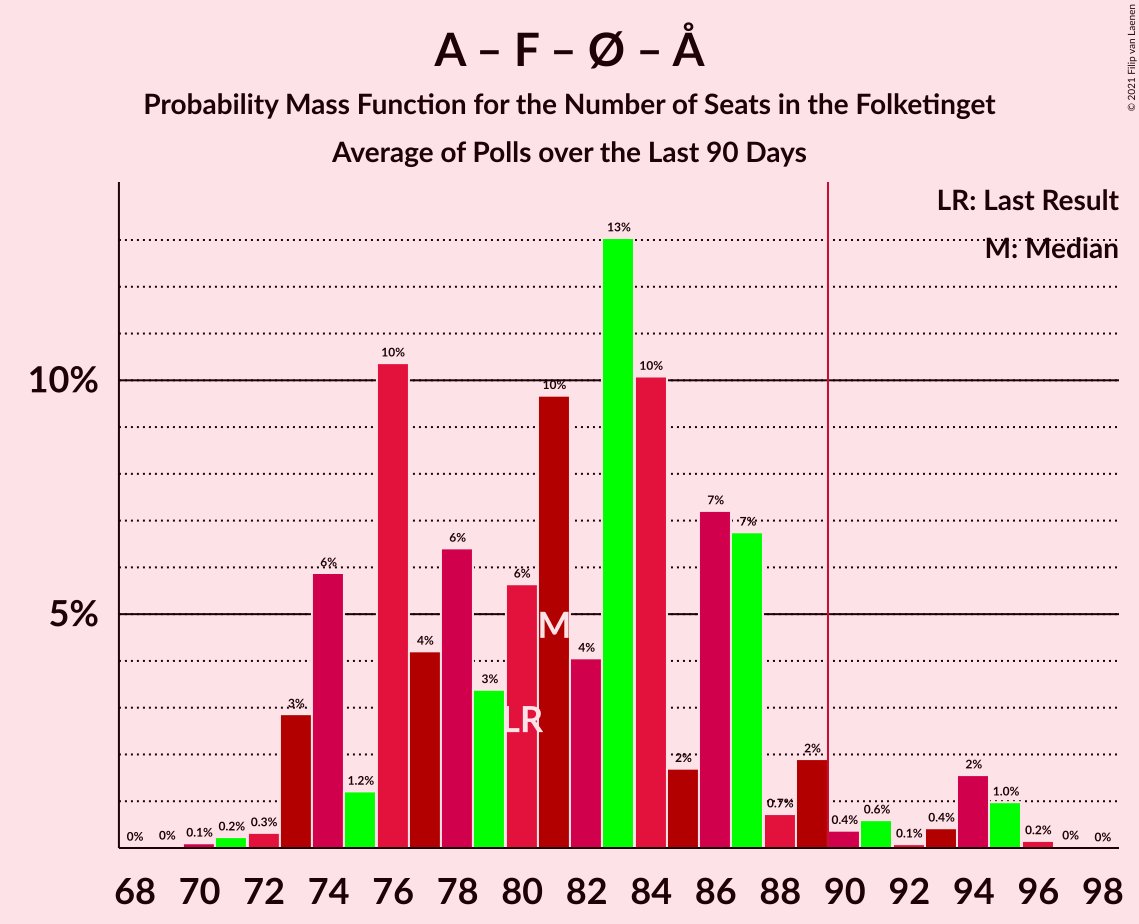 A – F – Ø – Å
Probability Mass Function for the Number of Seats in the Folketinget
Average of Polls over the Last 90 Days
© 2021 Filip van Laenen
LR: Last Result
M: Median
10%
5%
0% 0% 0.1% 0.2% 0.3% 3% 6% 1.2% 10% 4% 6% 3% 6% 10% 4% 13% 10% 2% 7% 7% 0.7% 2% 0.4% 0.6% 0.1% 0.4% 2% 1.0% 0.2% 0% 0%
M
LR
68 70 72 74 76 78 80 82 84 86 88 90 92 94 96 98